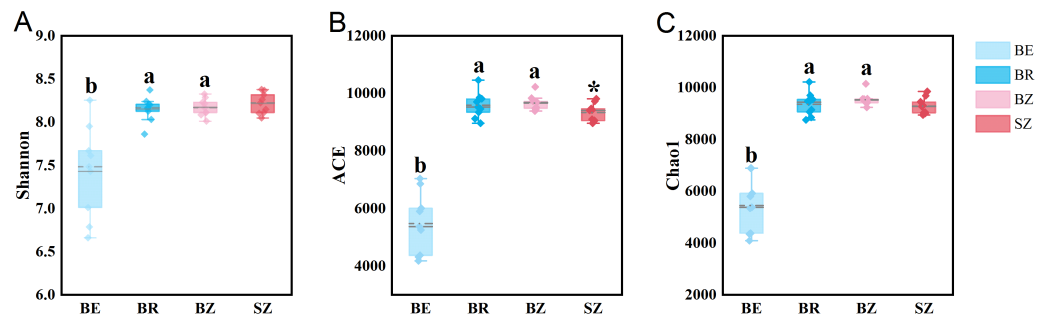 A
Shannon
9.0
8.5
8.0
7.5
7.0
6.5
6.0
b
a
a
BE BR BZ SZ
B
ACE
12000
10000
8000
6000
4000
b
a
a
*
BE BR BZ SZ
C
Chao1
12000
10000
8000
6000
4000
2000
b
a
a
BE BR BZ SZ
BE
BR
BZ
SZ